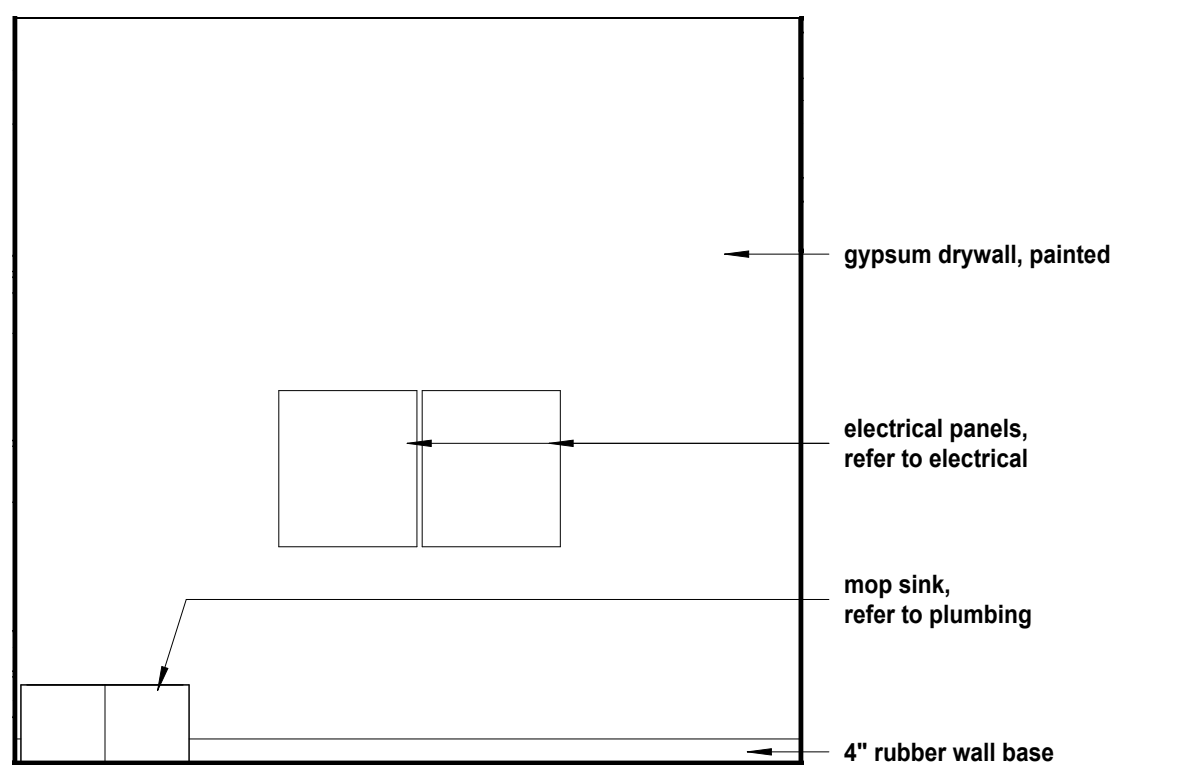 gypsum drywall, painted
electrical panels,
refer to electrical
mop sink,
refer to plumbing
4" rubber wall base